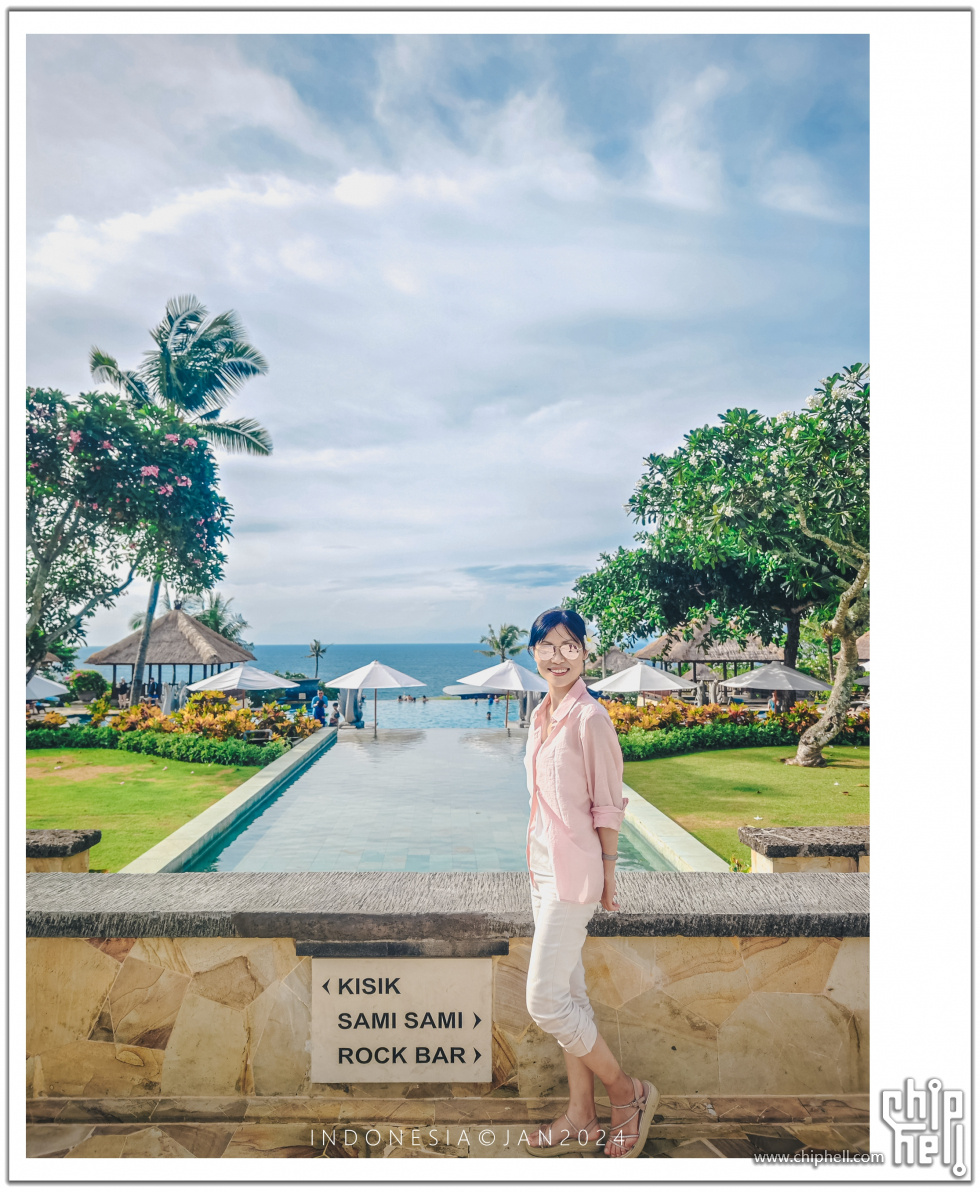 ‹ KISIK
SAMI SAMI ›
ROCK BAR ›
INDONESIA©JAN2024
www.chiphell.com
chip
hell